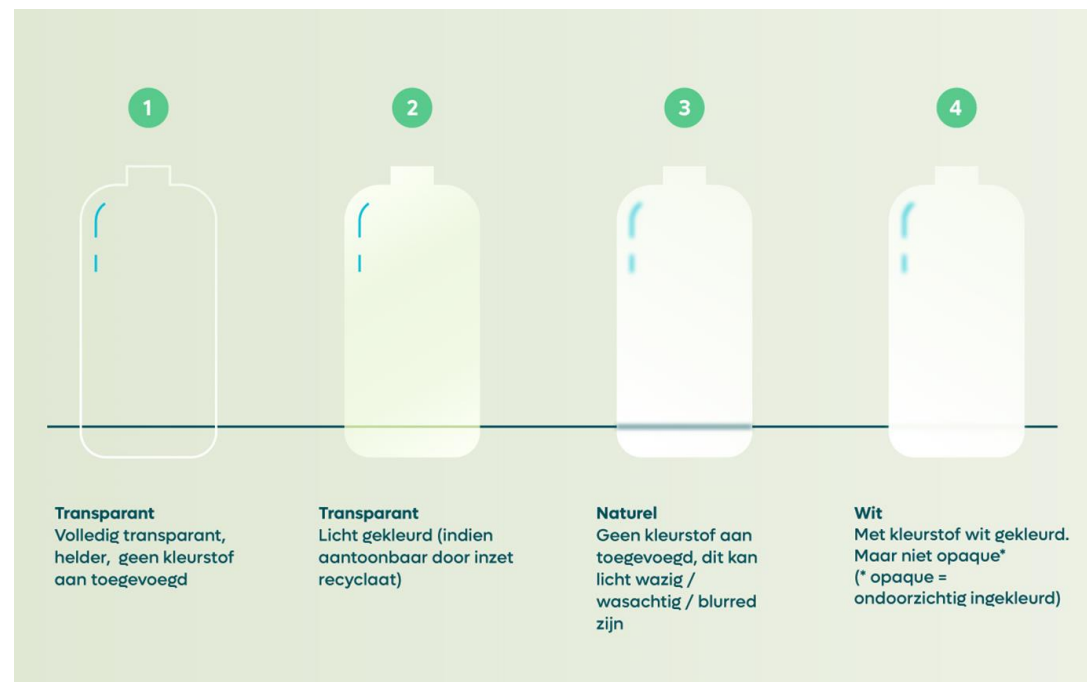 1
2
3
4
Transparant
Volledig transparant,
helder, geen kleurstof
aan toegevoegd
Transparant
Licht gekleurd (indien
aantoonbaar door inzet
recyclaat)
Naturel
Geen kleurstof aan
toegevoegd, dit kan
licht wazig /
wasachtig / blurred
zijn
Wit
Met kleurstof wit gekleurd.
Maar niet opaque*
(* opaque =
ondoorzichtig ingekleurd)